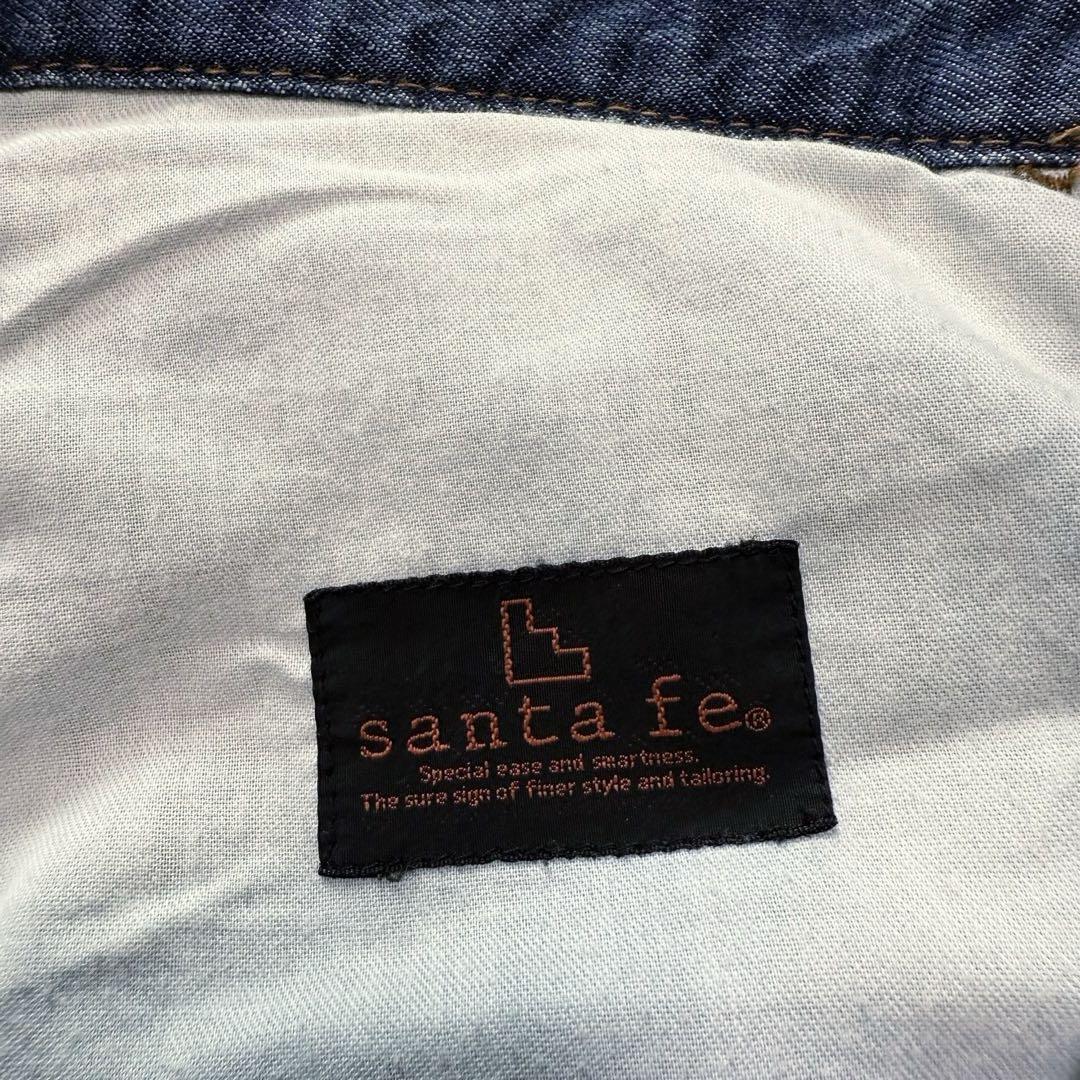 santa fe®
Special ease and smartness.
The sure sign of finer style and tailoring.